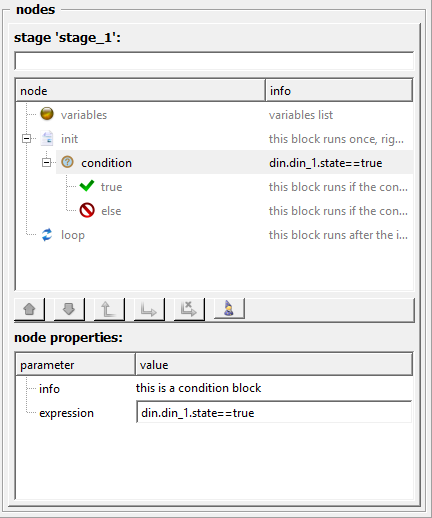 nodes
stage 'stage_1':
node info
variables variables list
init this block runs once, rig...
condition din.din_1.state==true
true this block runs if the con...
else this block runs if the con...
loop this block runs after the i...
node properties:
parameter value
info this is a condition block
expression din.din_1.state==true